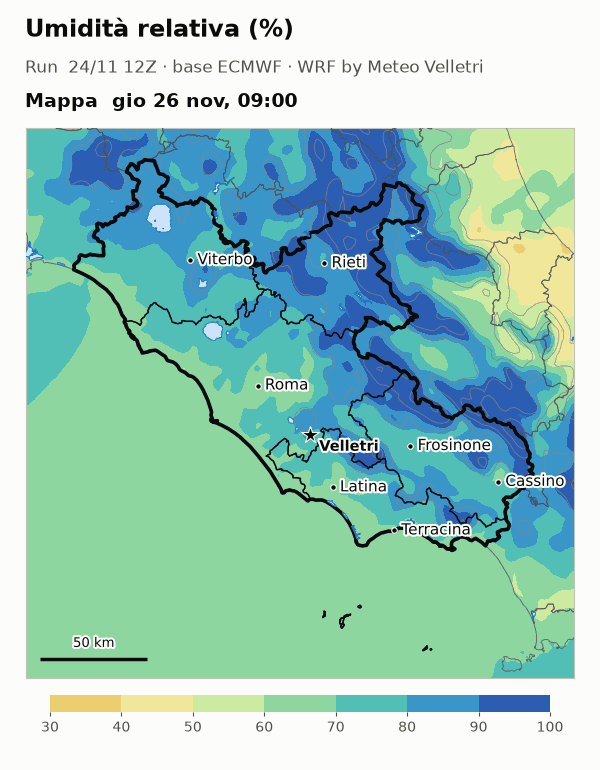 Umidità relativa (%)
Run 24/11 12Z · base ECMWF · WRF by Meteo Velletri
Mappa gio 26 nov, 09:00
Viterbo
Rieti
Roma
Velletri
Frosinone
Cassino
Latina
Terracina
50 km
30 40 50 60 70 80 90 100